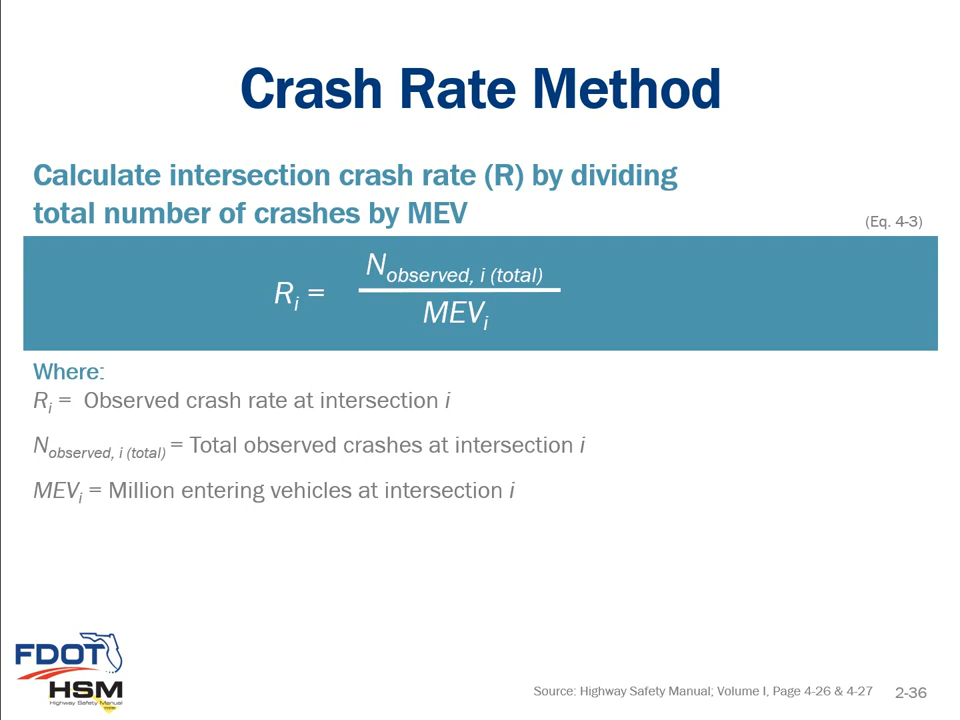 Crash Rate Method
Calculate intersection crash rate (R) by dividing
total number of crashes by MEV
(Eq. 4-3)
Rᵢ = N observed, i (total) / MEVᵢ
Where:
Rᵢ = Observed crash rate at intersection i
N observed, i (total) = Total observed crashes at intersection i
MEVᵢ = Million entering vehicles at intersection i
FDOT
HSM
Highway Safety Manual
Source: Highway Safety Manual; Volume I, Page 4-26 & 4-27
2-36